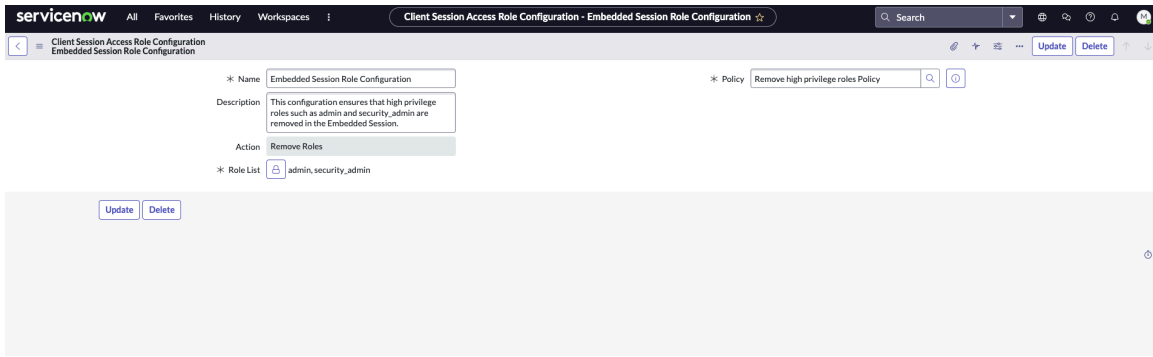 servicenow All Favorites History Workspaces Client Session Access Role Configuration - Embedded Session Role Configuration Search M
Client Session Access Role Configuration
Embedded Session Role Configuration
Update Delete
Name Embedded Session Role Configuration
Policy Remove high privilege roles Policy
Description This configuration ensures that high privilege
roles such as admin and security_admin are
removed in the Embedded Session.
Action Remove Roles
Role List admin, security_admin
Update Delete